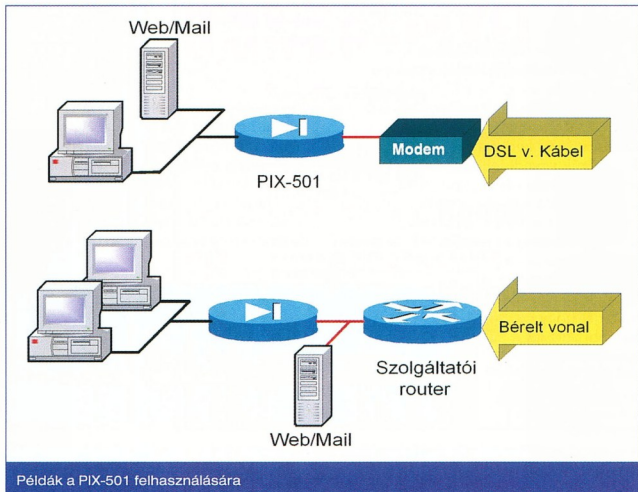 Web/Mail
PIX-501
Modem
DSL v. Kábel
Szolgáltatói
router
Bérelt vonal
Web/Mail
Példák a PIX-501 felhasználására